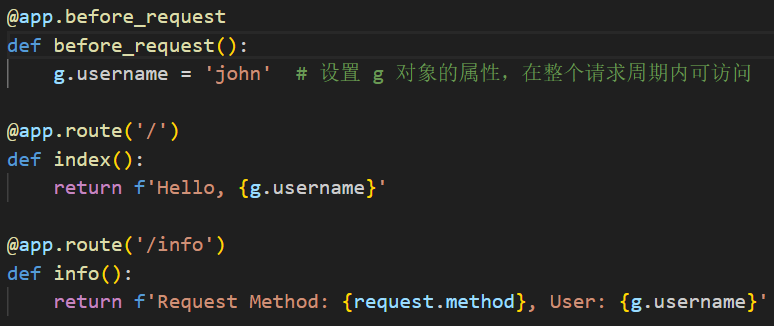 @app.before_request
def before_request():
    g.username = 'john'  # 设置 g 对象的属性，在整个请求周期内可访问
@app.route('/')
def index():
    return f'Hello, {g.username}'
@app.route('/info')
def info():
    return f'Request Method: {request.method}, User: {g.username}'